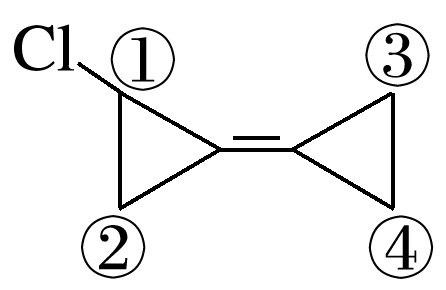 Cl ① ③
② ④